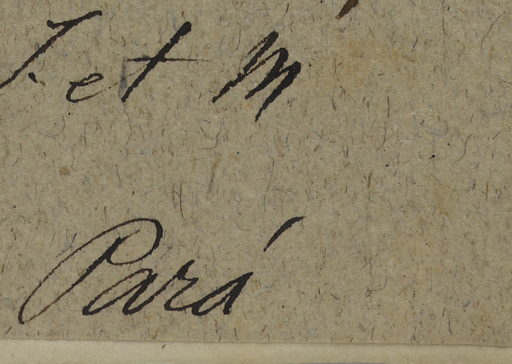 T. et M
Pará